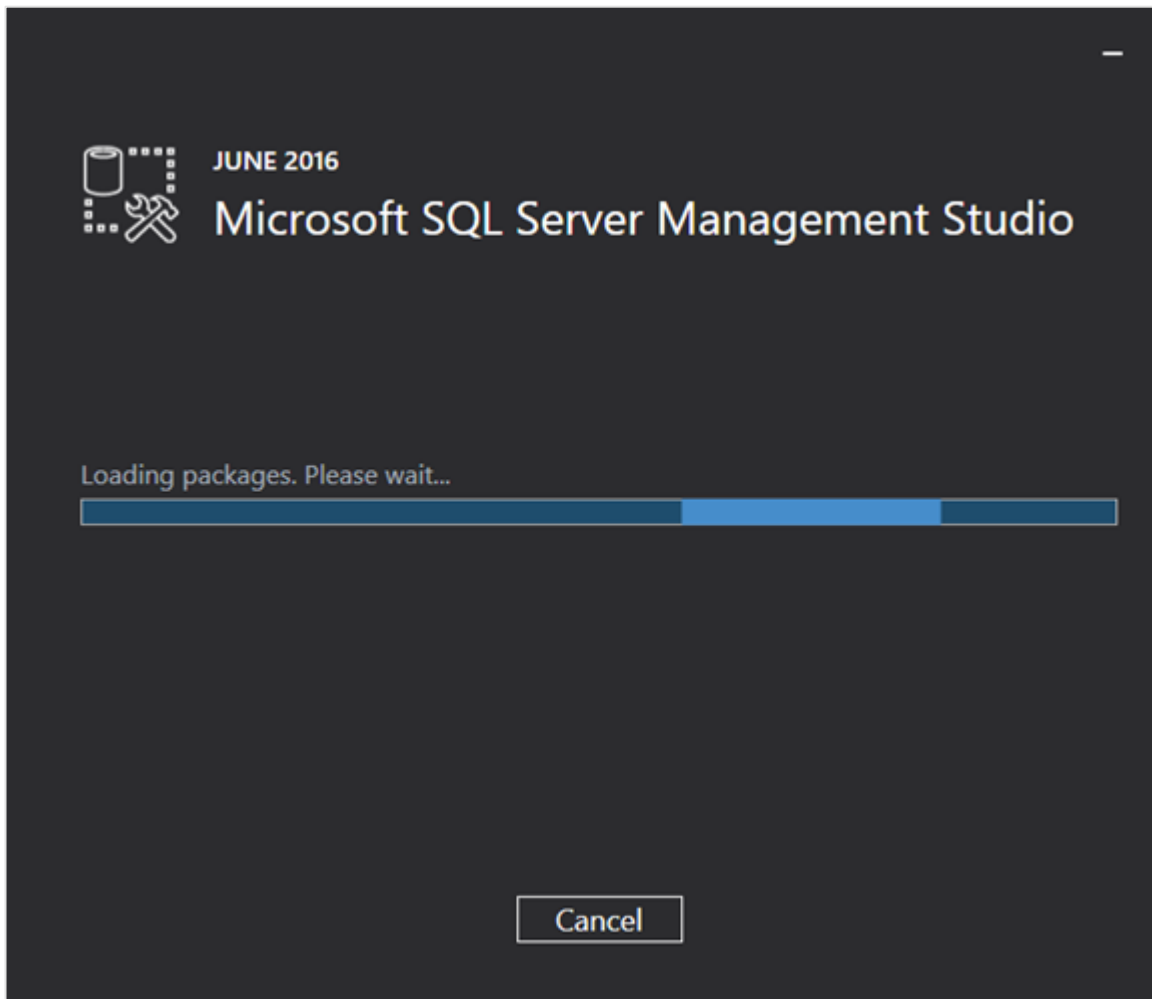 JUNE 2016
Microsoft SQL Server Management Studio
Loading packages. Please wait...
Cancel